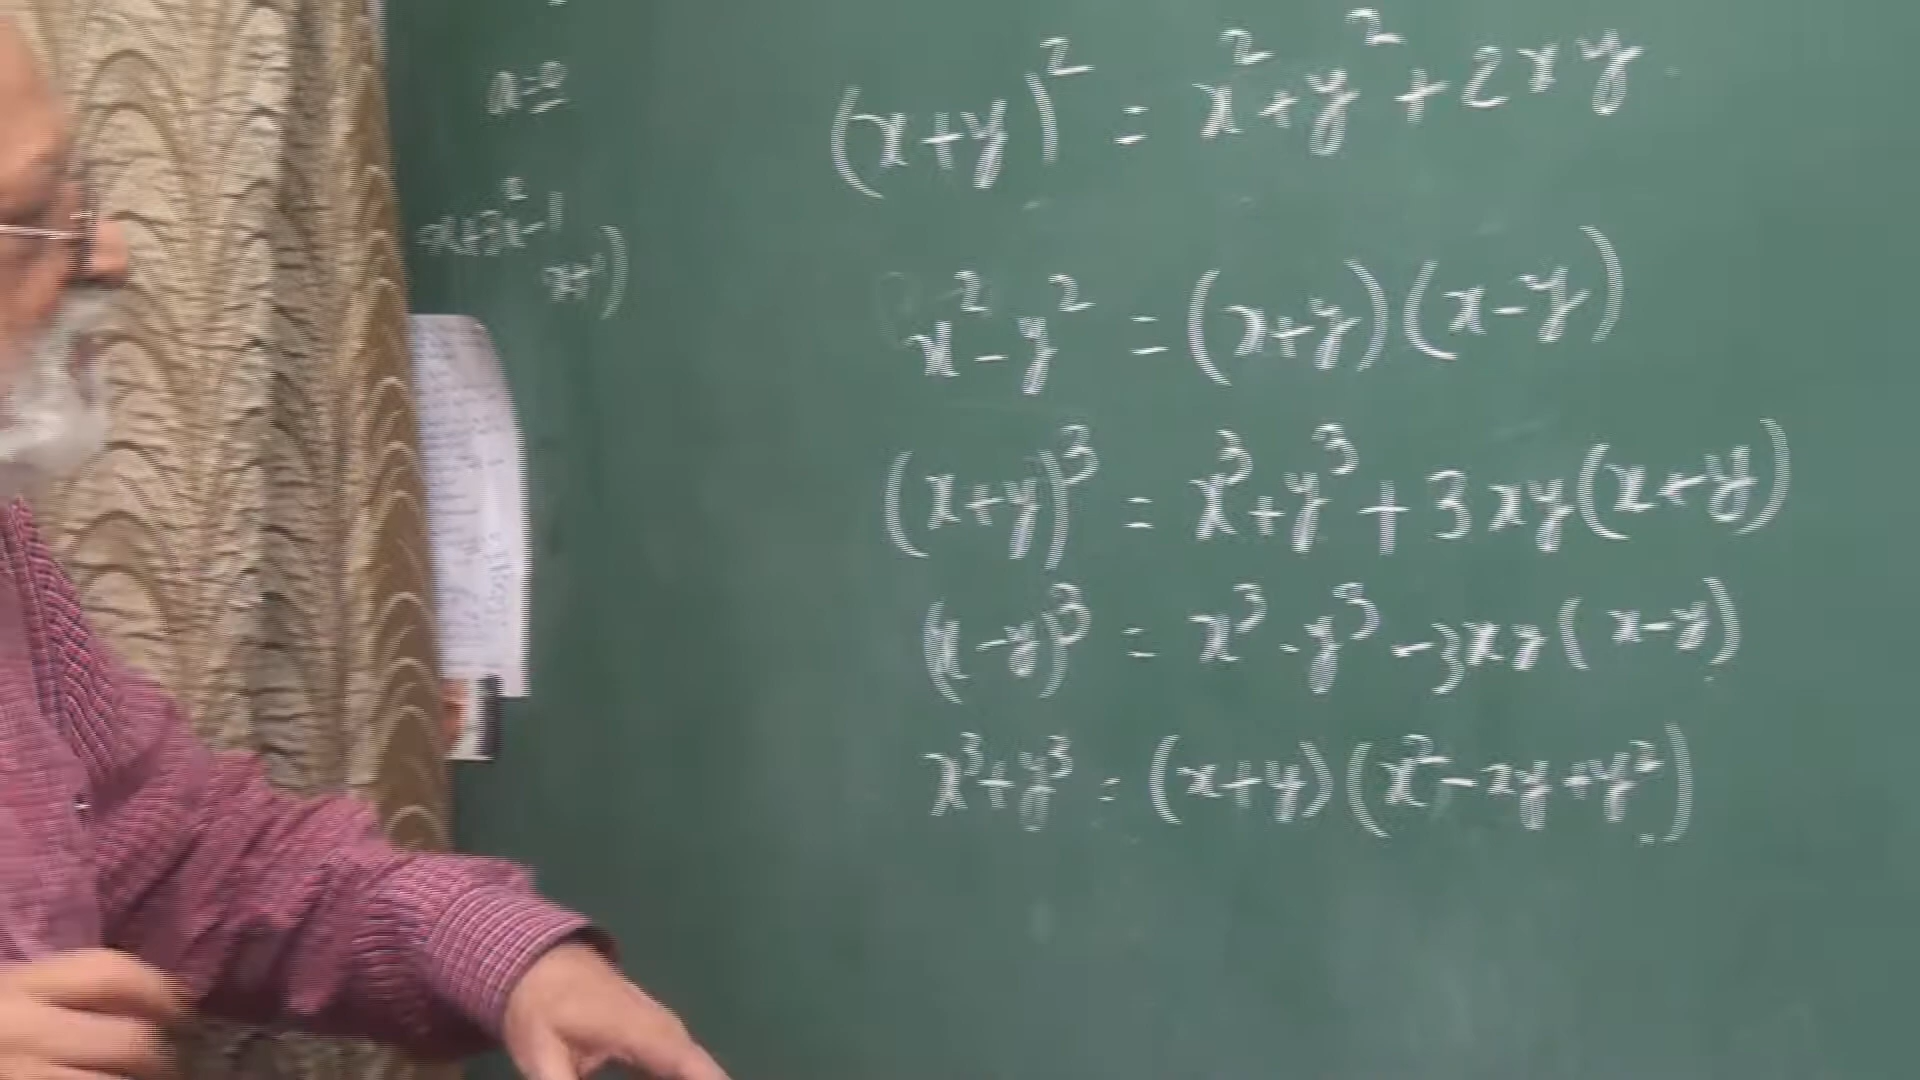 a=2
(x+y)² = x²+y²+2xy
x²-y² = (x+y)(x-y)
(x+y)³ = x³+y³+3xy(x+y)
(x-y)³ = x³-y³-3xy(x-y)
x³+y³ = (x+y)(x²-xy+y²)